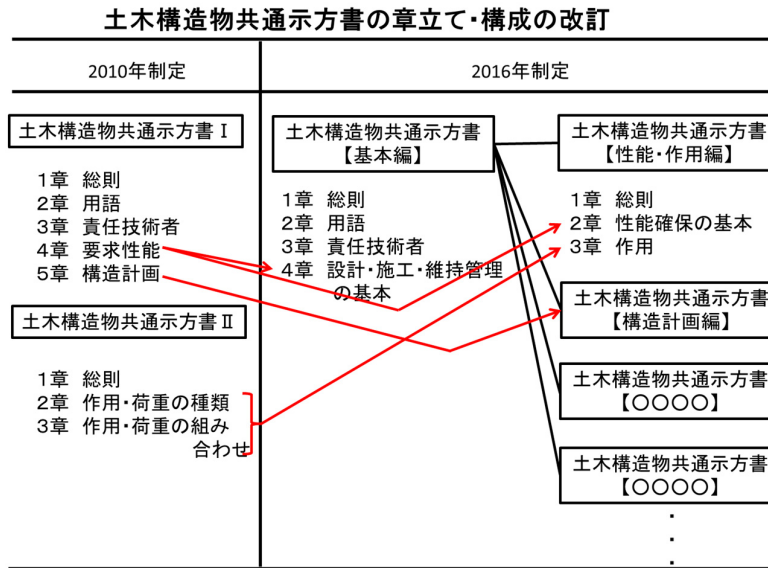 土木構造物共通示方書の章立て・構成の改訂
2010年制定
2016年制定
土木構造物共通示方書Ⅰ
1章 総則
2章 用語
3章 責任技術者
4章 要求性能
5章 構造計画
土木構造物共通示方書Ⅱ
1章 総則
2章 作用・荷重の種類
3章 作用・荷重の組み
合わせ
土木構造物共通示方書
【基本編】
1章 総則
2章 用語
3章 責任技術者
4章 設計・施工・維持管理
の基本
土木構造物共通示方書
【性能・作用編】
1章 総則
2章 性能確保の基本
3章 作用
土木構造物共通示方書
【構造計画編】
土木構造物共通示方書
【〇〇〇〇】
土木構造物共通示方書
【〇〇〇〇】
・
・
・